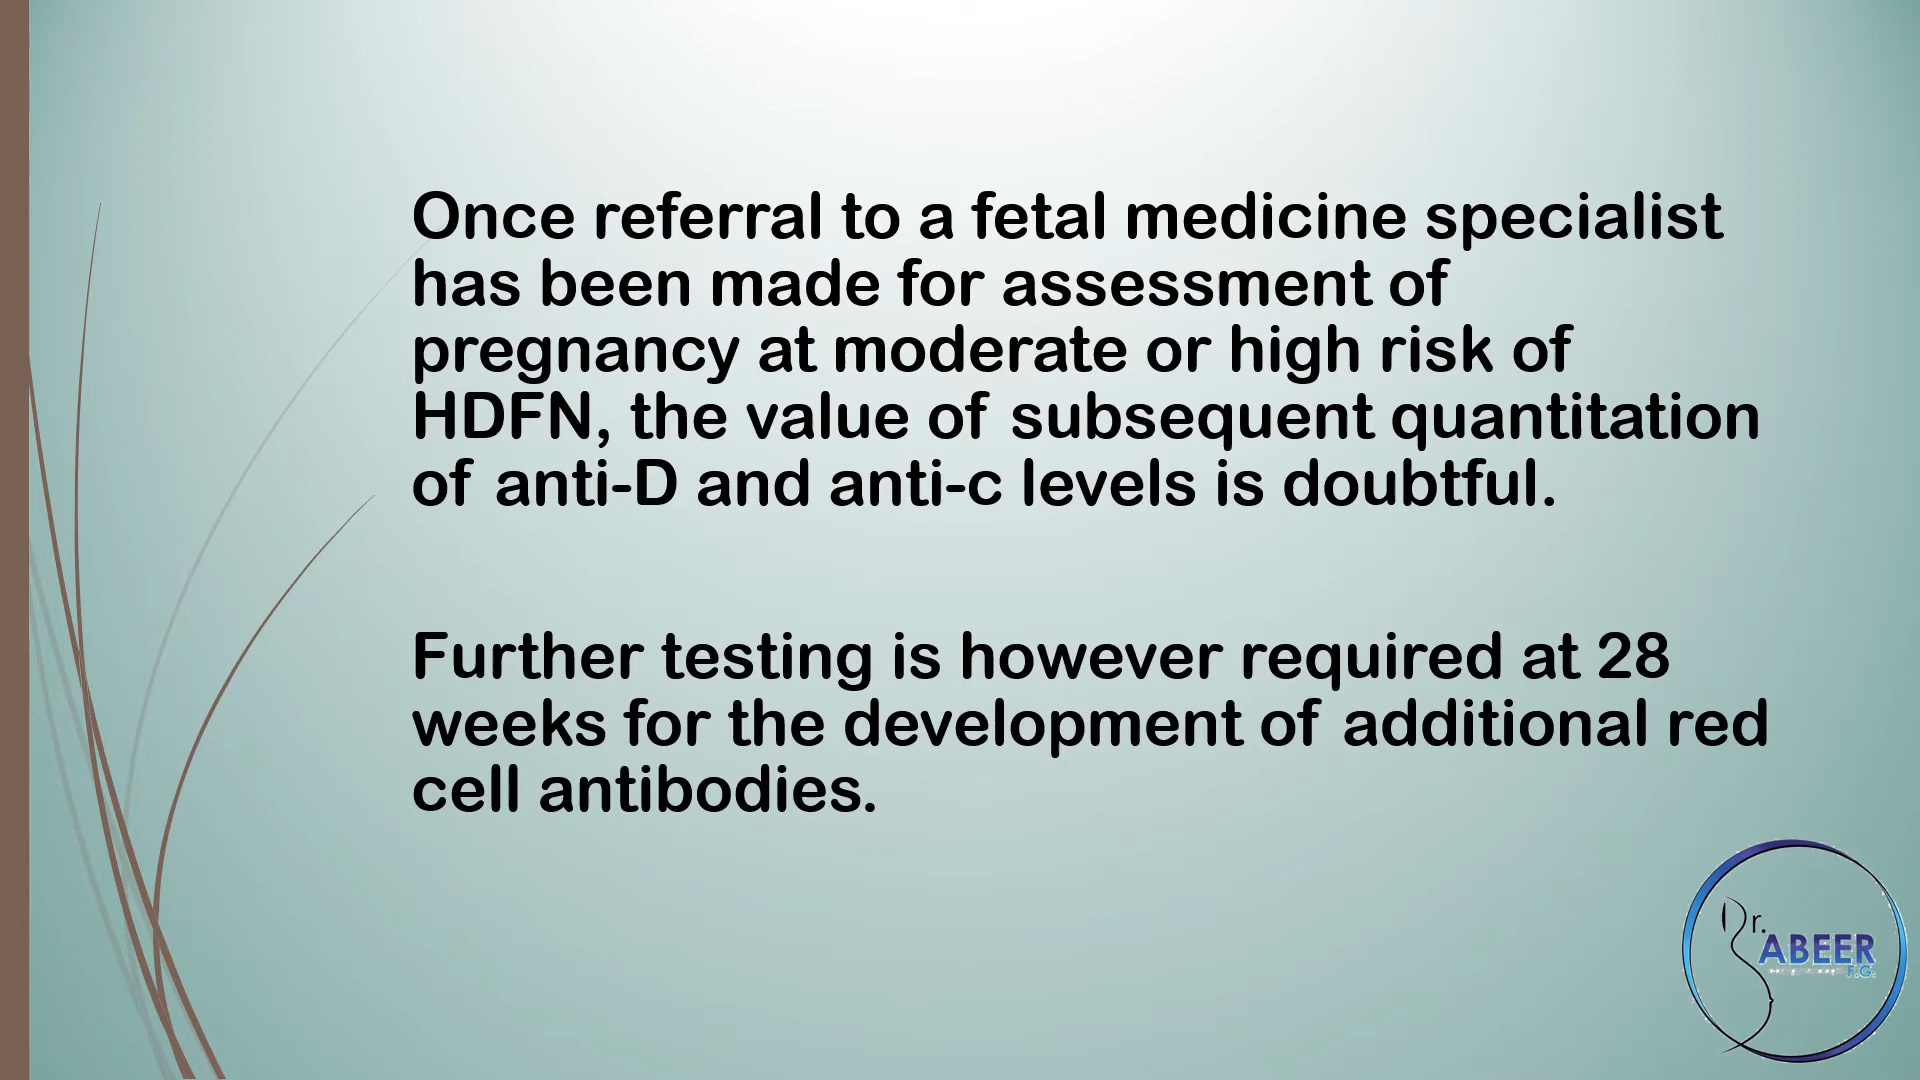 Once referral to a fetal medicine specialist
has been made for assessment of
pregnancy at moderate or high risk of
HDFN, the value of subsequent quantitation
of anti-D and anti-c levels is doubtful.
Further testing is however required at 28
weeks for the development of additional red
cell antibodies.
Dr.
ABEER
F.G.